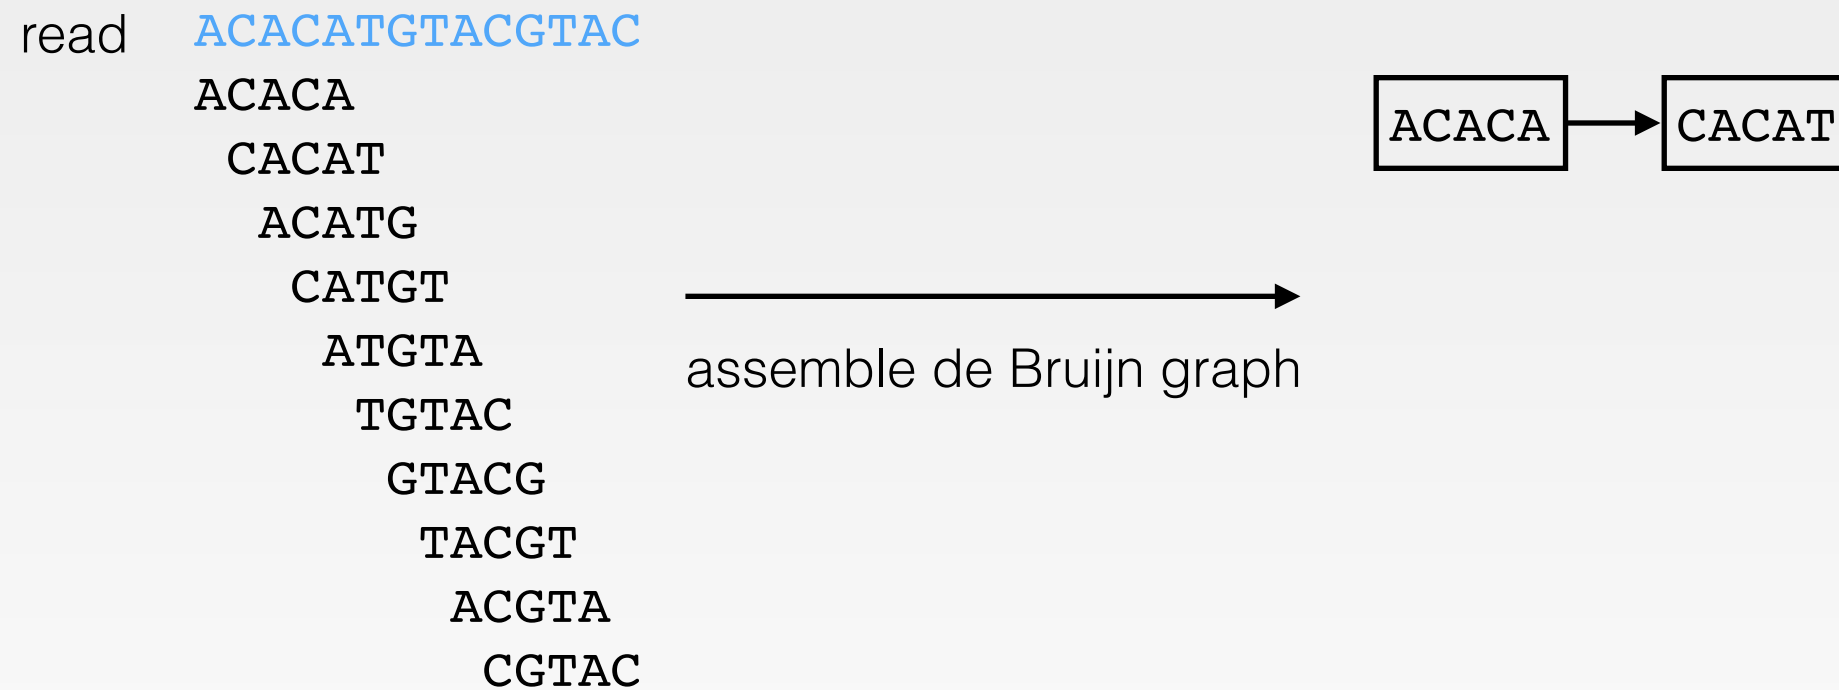 read ACACATGTACGTAC
ACACA
CACAT
ACATG
CATGT
ATGTA
TGTAC
GTACG
TACGT
ACGTA
CGTAC
assemble de Bruijn graph
ACACA CACAT